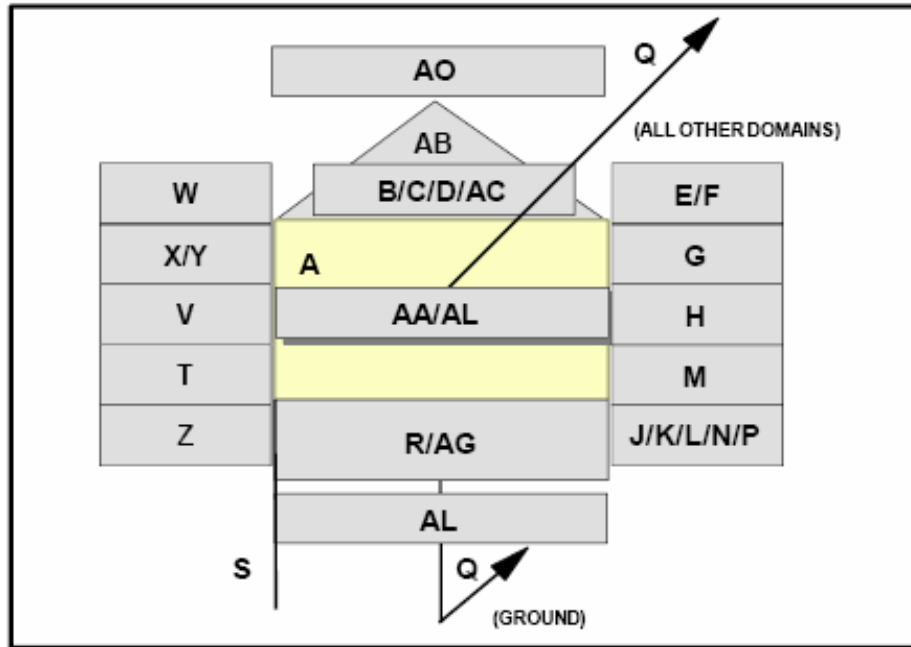 Q
AO
(ALL OTHER DOMAINS)
AB
W
B/C/D/AC
E/F
X/Y
A
G
V
AA/AL
H
T
M
Z
R/AG
J/K/L/N/P
AL
S
Q
(GROUND)